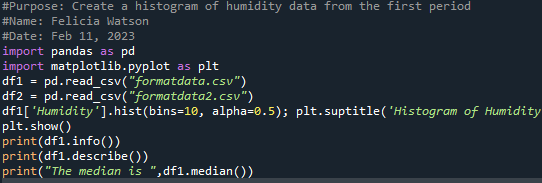 #Purpose: Create a histogram of humidity data from the first period
#Name: Felicia Watson
#Date: Feb 11, 2023
import pandas as pd
import matplotlib.pyplot as plt
df1 = pd.read_csv("formatdata.csv")
df2 = pd.read_csv("formatdata2.csv")
df1['Humidity'].hist(bins=10, alpha=0.5); plt.suptitle('Histogram of Humidity
plt.show()
print(df1.info())
print(df1.describe())
print("The median is ",df1.median())